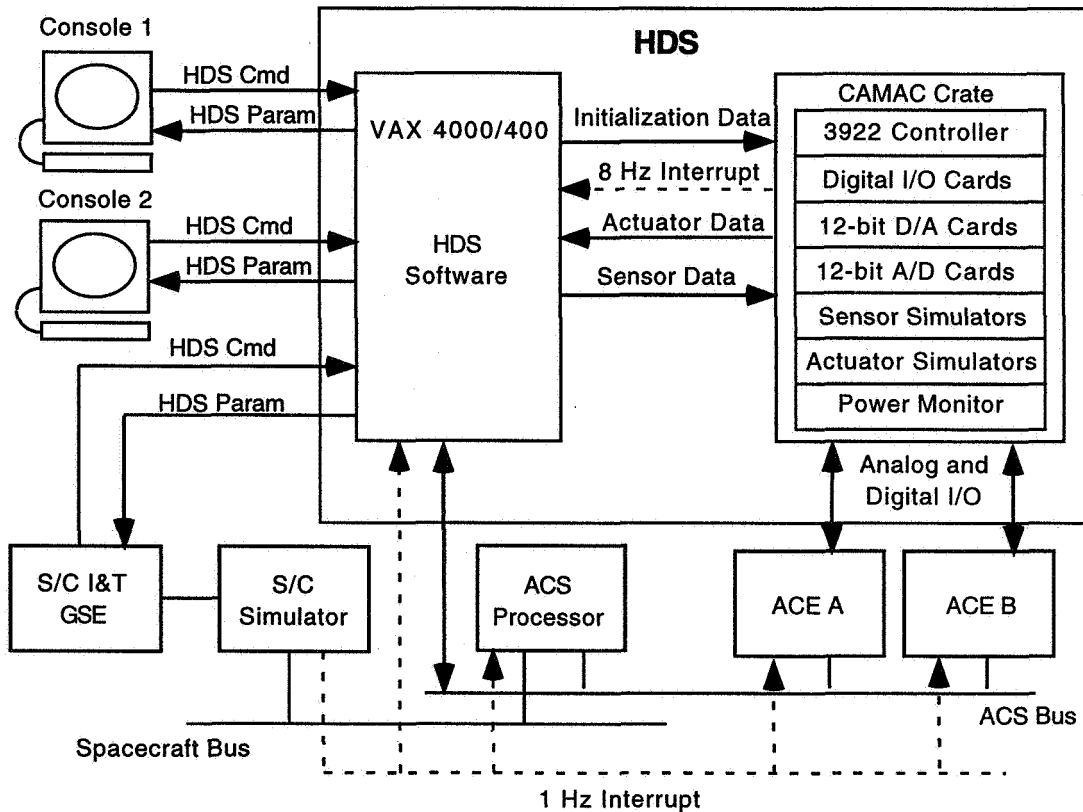 Console 1
HDS
HDS Cmd
HDS Param
VAX 4000/400
HDS
Software
Console 2
HDS Cmd
HDS Param
HDS Cmd
HDS Param
Initialization Data
8 Hz Interrupt
Actuator Data
Sensor Data
CAMAC Crate
3922 Controller
Digital I/O Cards
12-bit D/A Cards
12-bit A/D Cards
Sensor Simulators
Actuator Simulators
Power Monitor
Analog and
Digital I/O
S/C I&T
GSE
S/C
Simulator
ACS
Processor
ACE A
ACE B
ACS Bus
Spacecraft Bus
1 Hz Interrupt